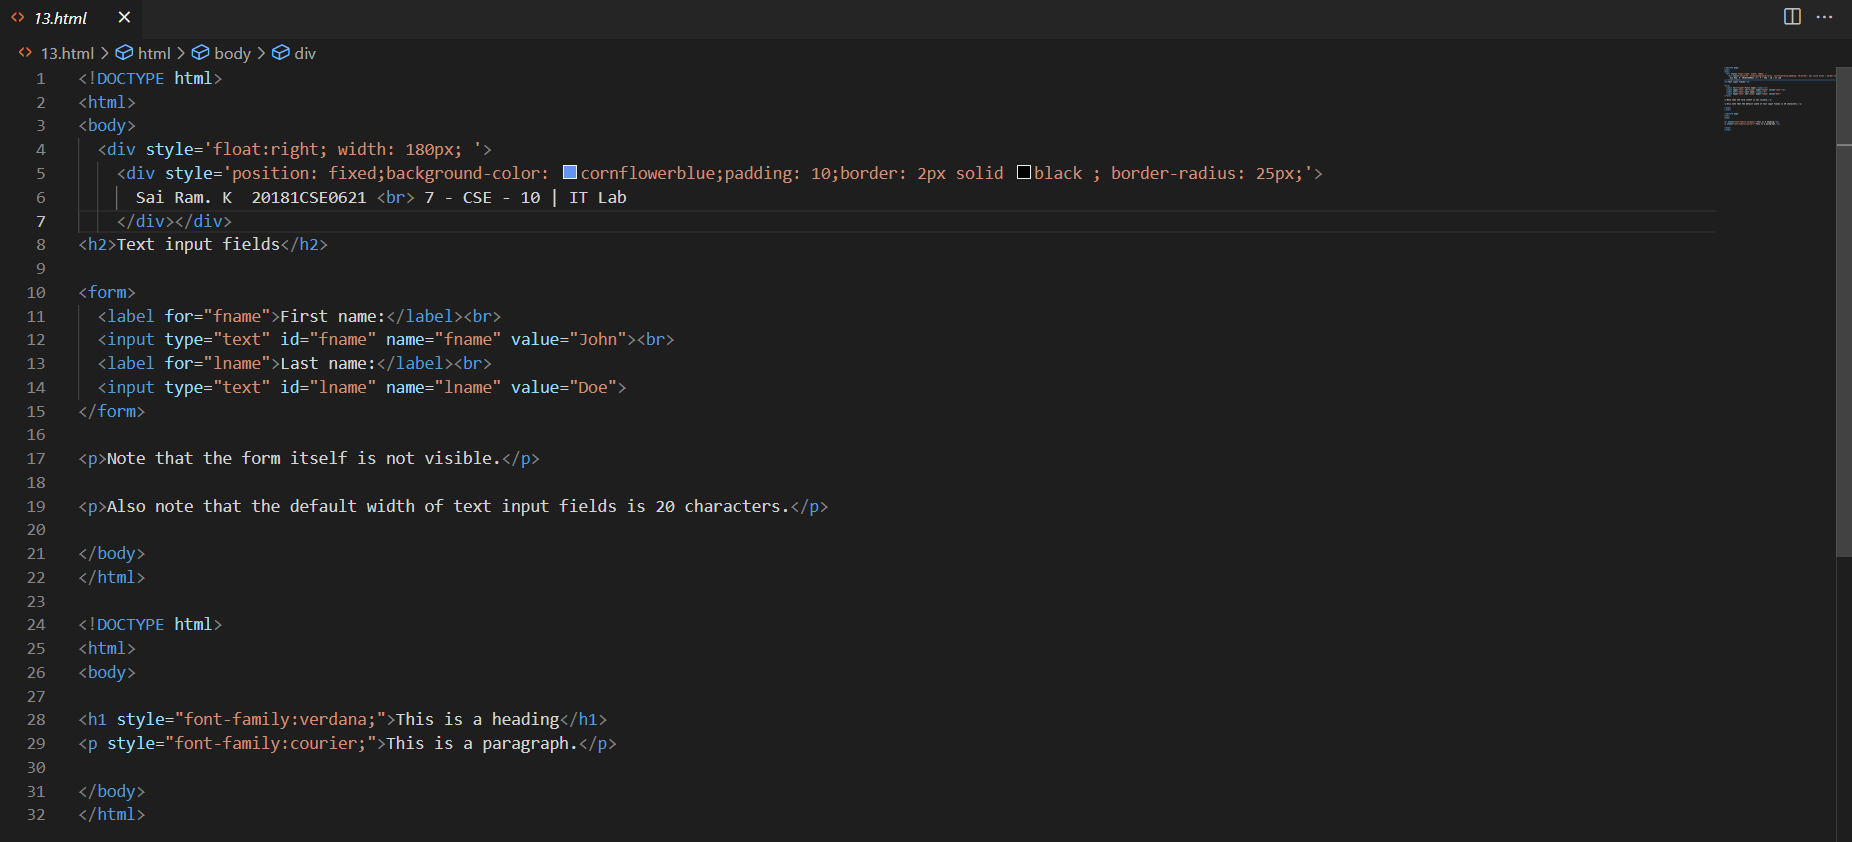 13.html
13.html > html > body > div
1 <!DOCTYPE html>
2 <html>
3 <body>
4   <div style='float:right; width: 180px; '>
5     <div style='position: fixed;background-color: cornflowerblue;padding: 10;border: 2px solid black ; border-radius: 25px;'>
6       Sai Ram. K  20181CSE0621 <br> 7 - CSE - 10 | IT Lab
7     </div></div>
8 <h2>Text input fields</h2>
9
10 <form>
11   <label for="fname">First name:</label><br>
12   <input type="text" id="fname" name="fname" value="John"><br>
13   <label for="lname">Last name:</label><br>
14   <input type="text" id="lname" name="lname" value="Doe">
15 </form>
16
17 <p>Note that the form itself is not visible.</p>
18
19 <p>Also note that the default width of text input fields is 20 characters.</p>
20
21 </body>
22 </html>
23
24 <!DOCTYPE html>
25 <html>
26 <body>
27
28 <h1 style="font-family:verdana;">This is a heading</h1>
29 <p style="font-family:courier;">This is a paragraph.</p>
30
31 </body>
32 </html>